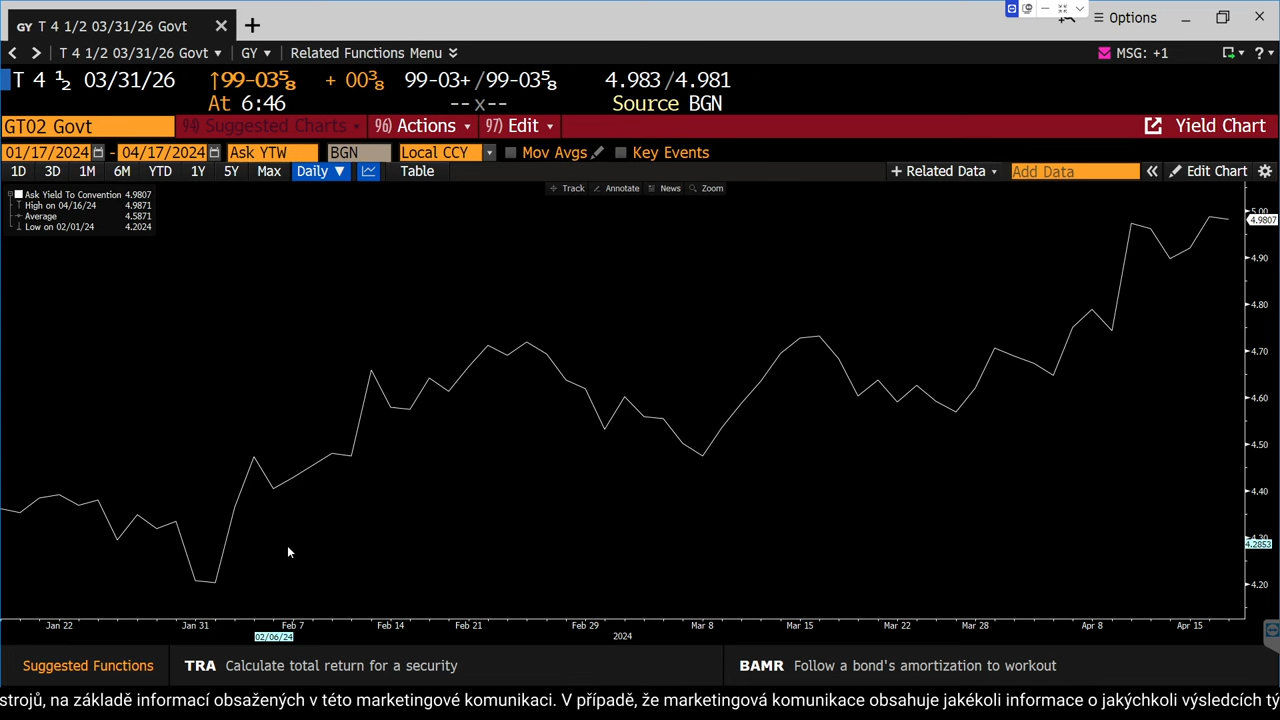 GY T 4 1/2 03/31/26 Govt
Options
T 4 1/2 03/31/26 Govt GY Related Functions Menu MSG: +1 ?
T 4 ½ 03/31/26 ↑99-03⅝ + 00⅜ 99-03+/99-03⅝ 4.983/4.981
At 6:46 --x-- Source BGN
GT02 Govt 94) Suggested Charts 96) Actions 97) Edit Yield Chart
01/17/2024 - 04/17/2024 Ask YTW BGN Local CCY Mov Avgs Key Events
1D 3D 1M 6M YTD 1Y 5Y Max Daily ▼ Table + Related Data Add Data « Edit Chart
Track Annotate News Zoom
Ask Yield To Convention 4.9807
High on 04/16/24 4.9871
Average 4.5871
Low on 02/01/24 4.2024
5.00
4.9807
4.90
4.80
4.70
4.60
4.50
4.40
4.30
4.2853
4.20
Jan 22 Jan 31 Feb 7 Feb 14 Feb 21 Feb 29 Mar 8 Mar 15 Mar 22 Mar 28 Apr 8 Apr 15
02/06/24 2024
Suggested Functions TRA Calculate total return for a security BAMR Follow a bond's amortization to workout
strojů, na základě informací obsažených v této marketingové komunikaci. V případě, že marketingová komunikace obsahuje jakékoli informace o jakýchkoli výsledcích tý